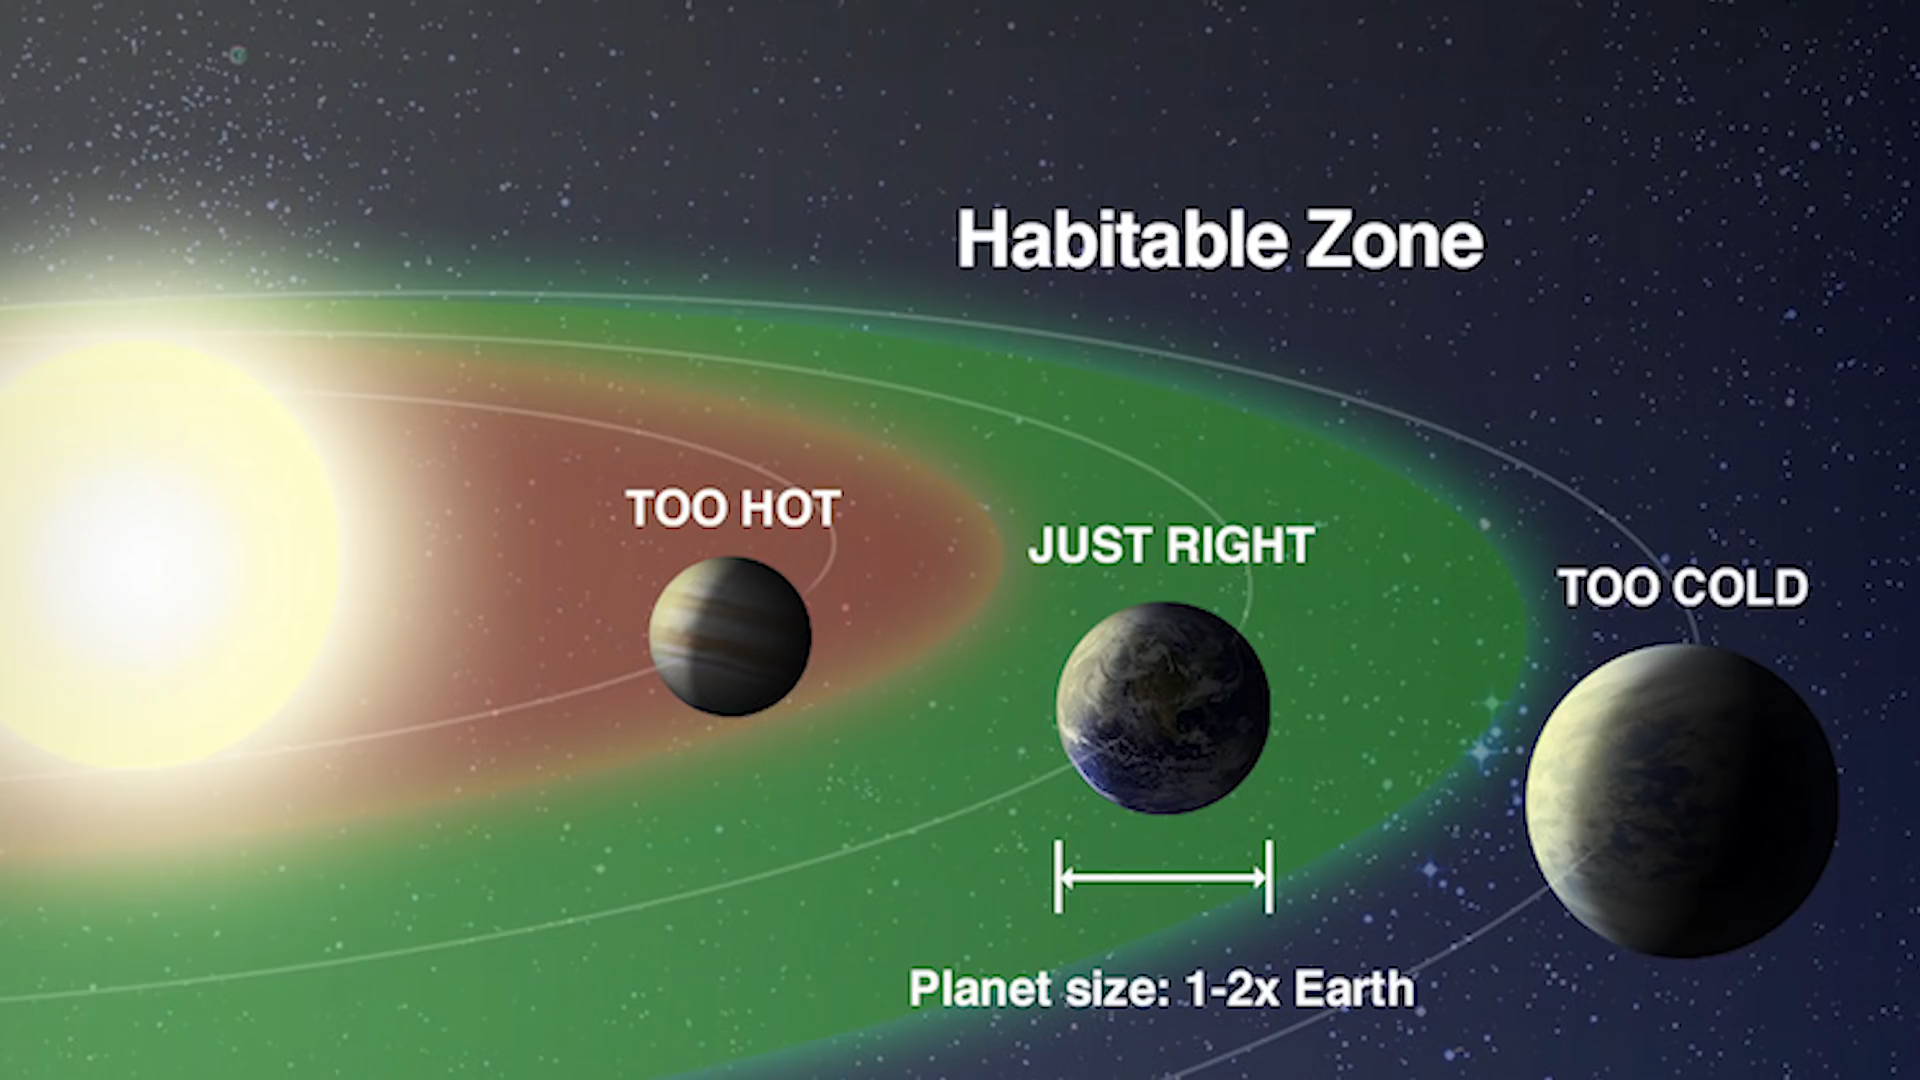 Habitable Zone
TOO HOT
JUST RIGHT
TOO COLD
Planet size: 1-2x Earth